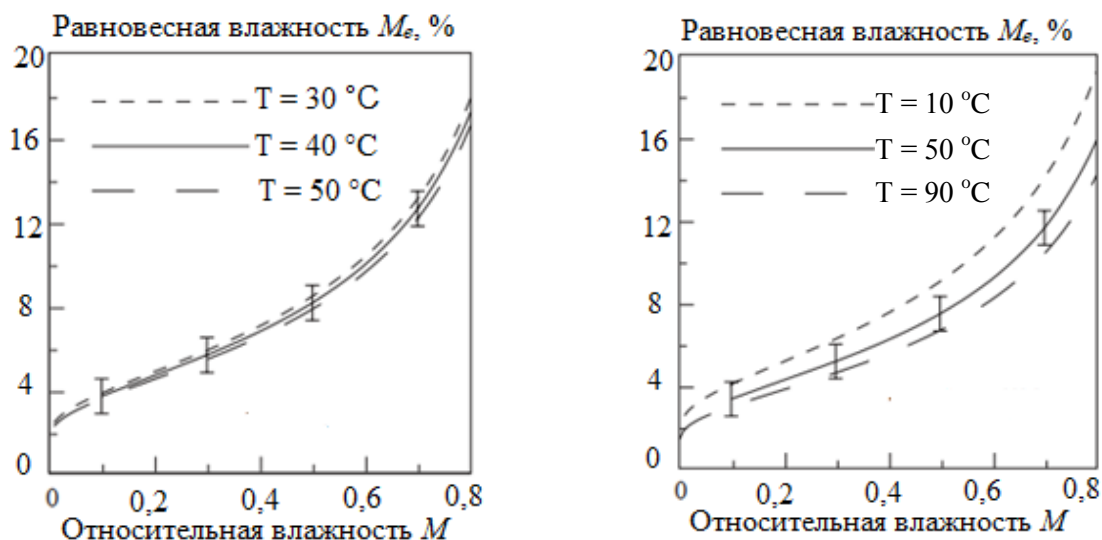 Равновесная влажность Mₑ, %
20
16
12
8
4
0
T = 30 °C
T = 40 °C
T = 50 °C
0 0,2 0,4 0,6 0,8
Относительная влажность M
Равновесная влажность Mₑ, %
20
16
12
8
4
0
T = 10 °C
T = 50 °C
T = 90 °C
0 0,2 0,4 0,6 0,8
Относительная влажность M